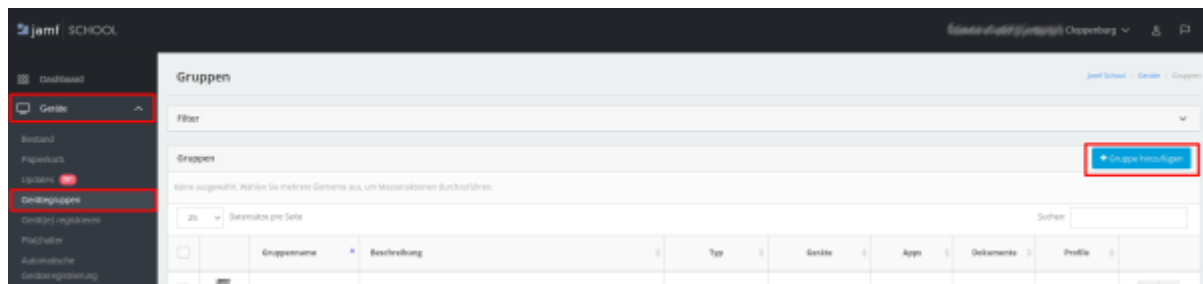 jamf SCHOOL
Cloppenburg
Dashboard
Gruppen
Jamf School / Geräte / Gruppen
Geräte
Filter
Bestand
Papierkorb
Gruppen
+ Gruppe hinzufügen
Updates
Keine ausgewählt. Wählen Sie mehrere Elemente aus, um Massenaktionen durchzuführen.
Gerätegruppen
Gerät(e) registrieren
25 Datensätze pro Seite
Suchen:
Platzhalter
Automatische
Geräteregistrierung
Gruppenname Beschreibung Typ Geräte Apps Dokumente Profile